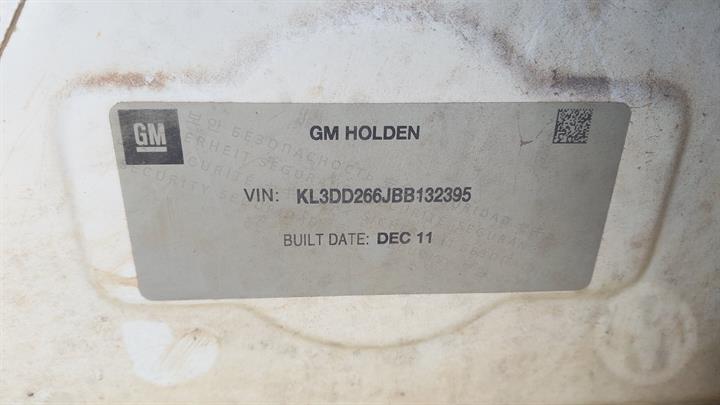 GM
GM HOLDEN
VIN: KL3DD266JBB132395
BUILT DATE: DEC 11